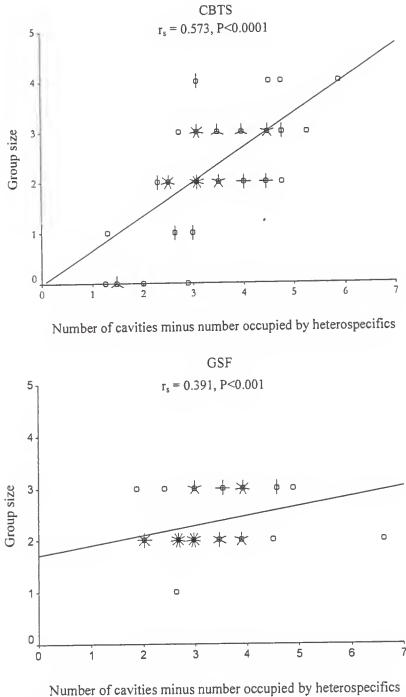 CBTS
r_s = 0.573, P<0.0001
5
4
3
2
1
0
Group size
0 1 2 3 4 5 6 7
Number of cavities minus number occupied by heterospecifics
GSF
r_s = 0.391, P<0.001
5
4
3
2
1
0
Group size
0 1 2 3 4 5 6 7
Number of cavities minus number occupied by heterospecifics